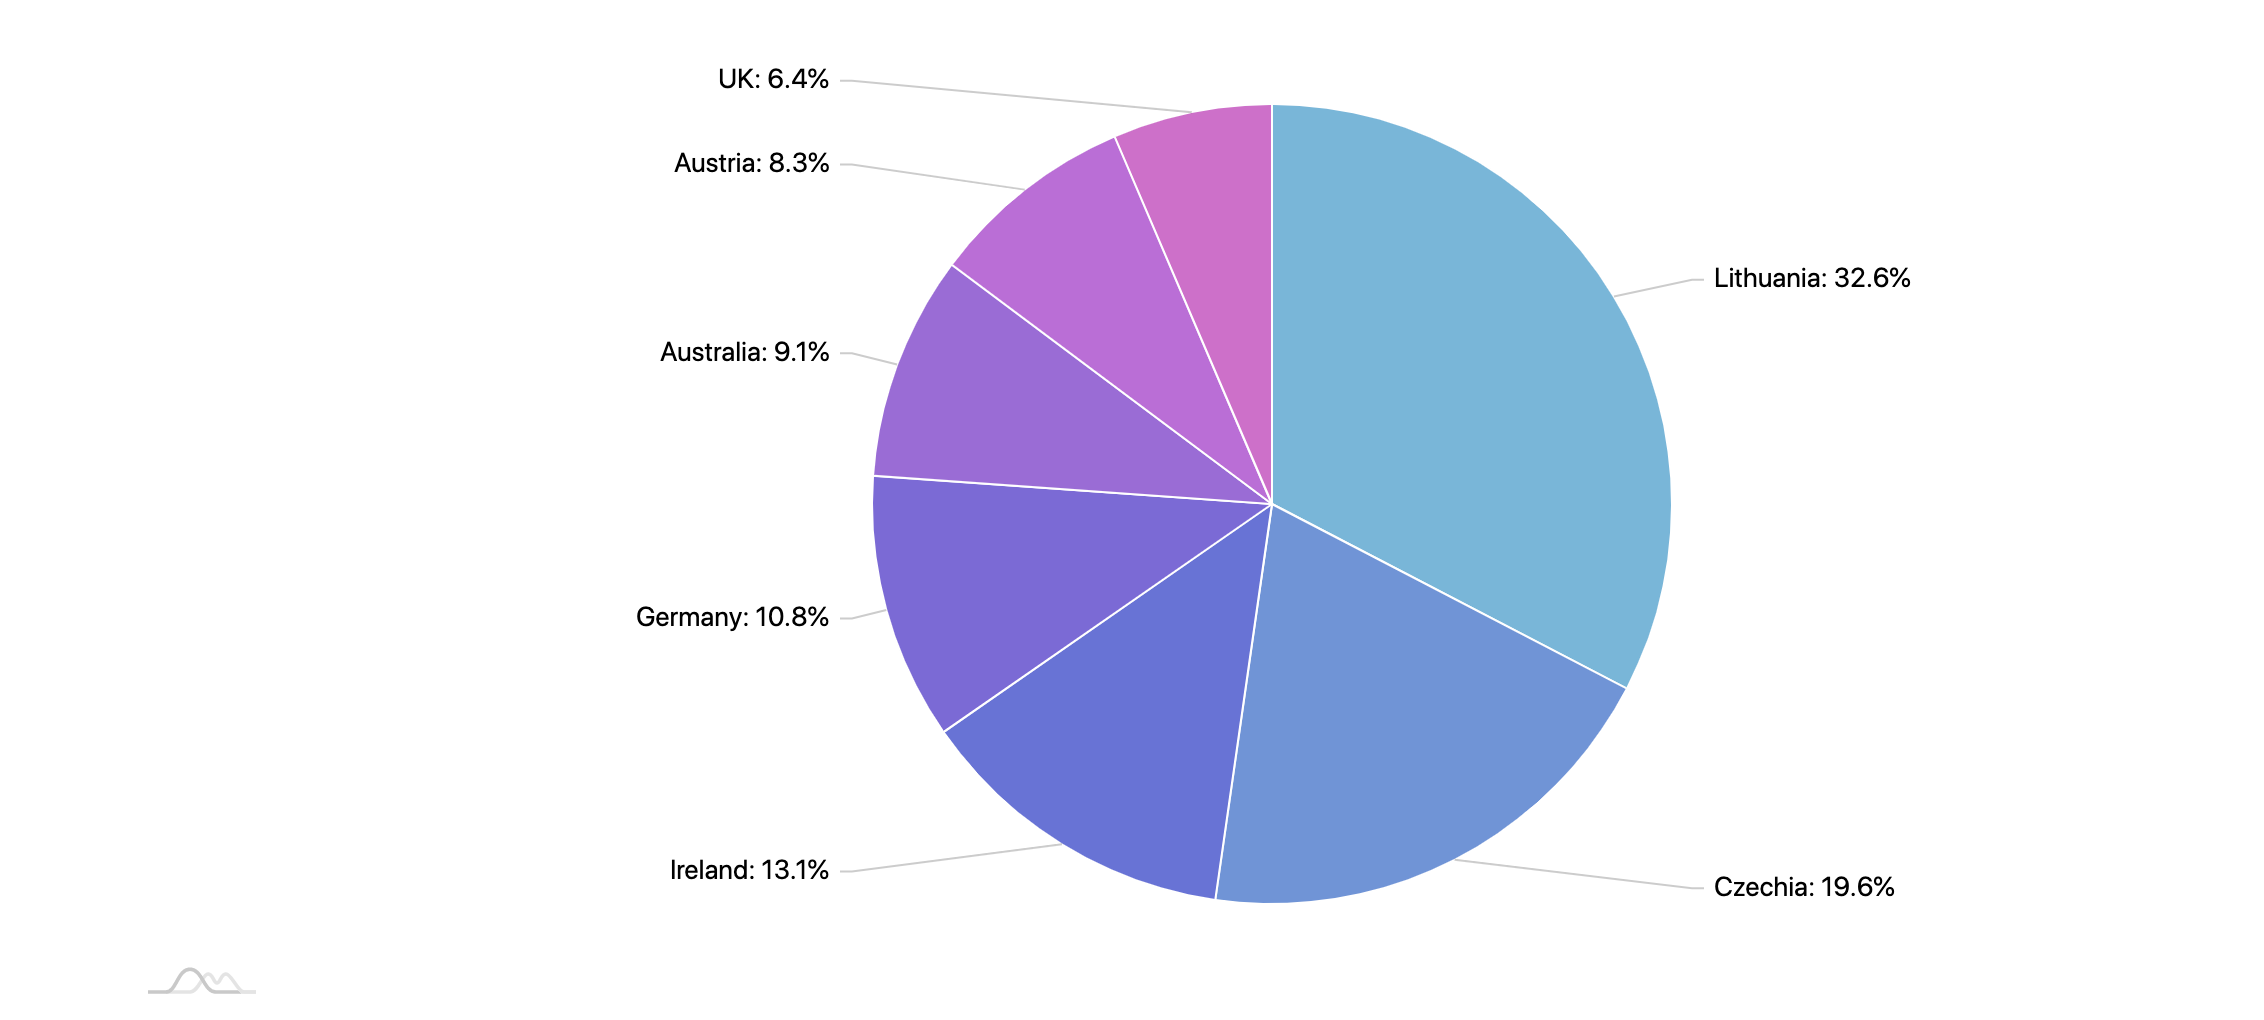 UK: 6.4%
Austria: 8.3%
Lithuania: 32.6%
Australia: 9.1%
Germany: 10.8%
Ireland: 13.1%
Czechia: 19.6%